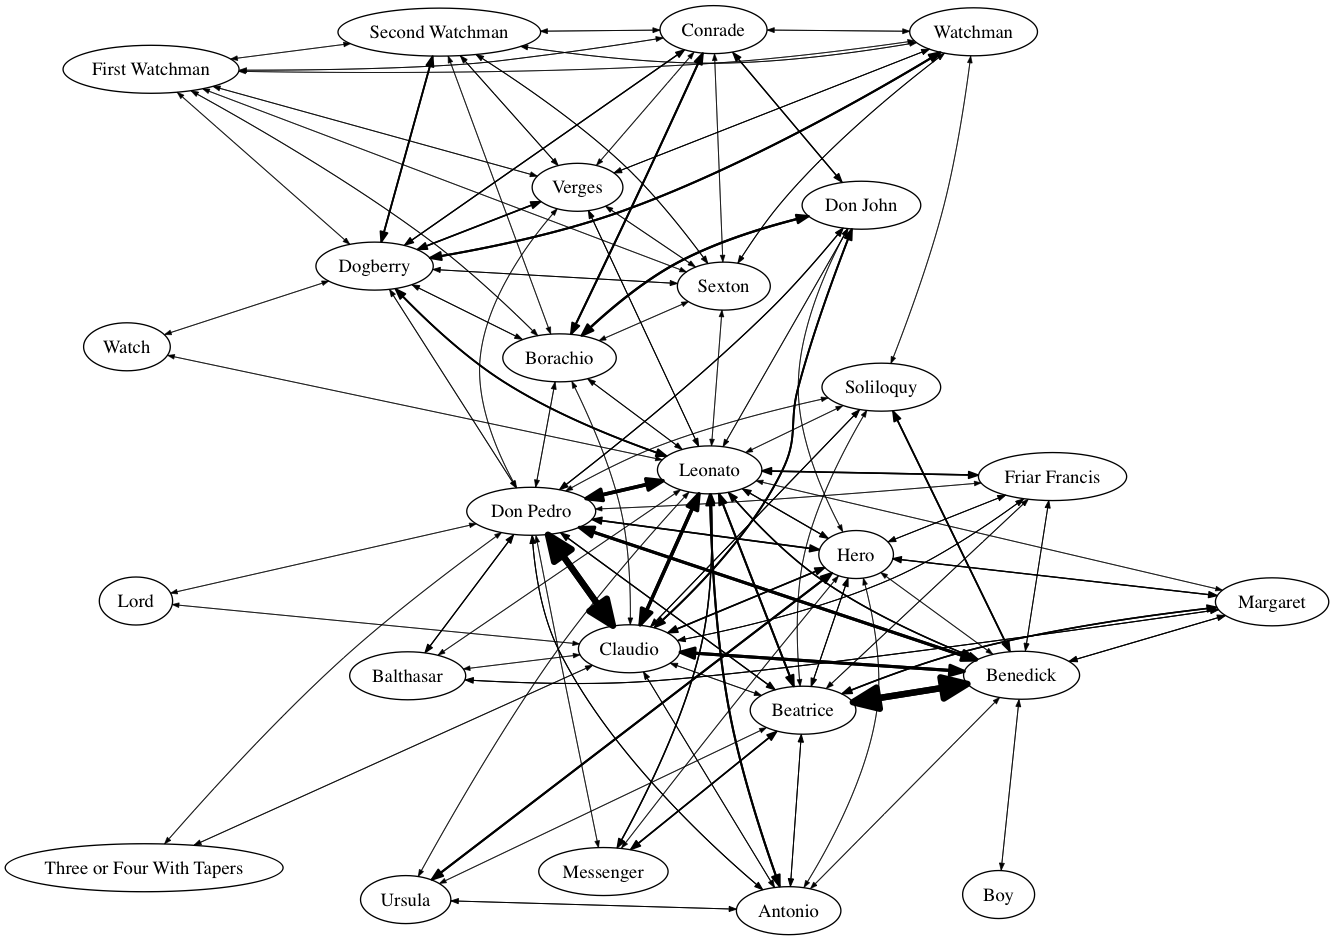 Second Watchman
Conrade
Watchman
First Watchman
Verges
Don John
Dogberry
Sexton
Watch
Borachio
Soliloquy
Leonato
Friar Francis
Don Pedro
Hero
Lord
Margaret
Claudio
Balthasar
Benedick
Beatrice
Three or Four With Tapers
Messenger
Ursula
Antonio
Boy